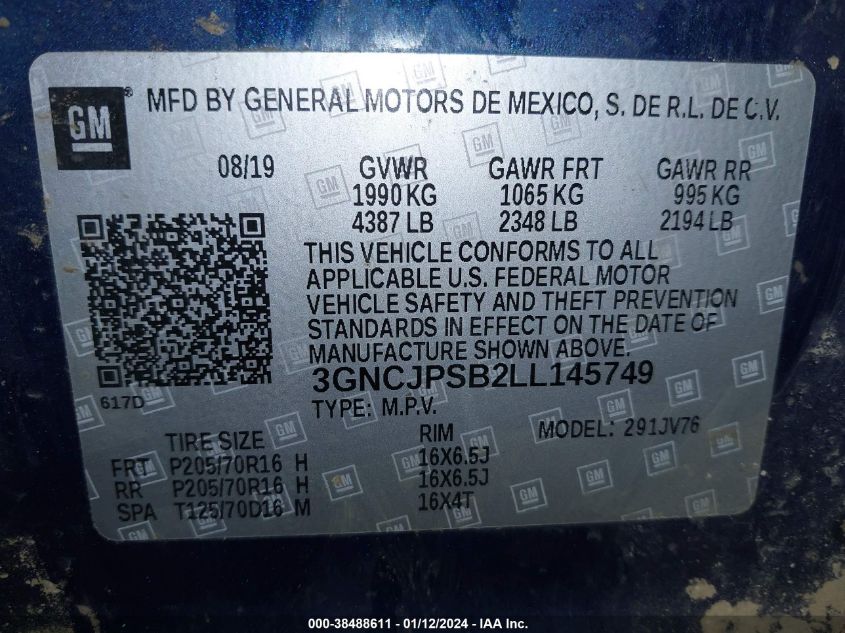 GM
MFD BY GENERAL MOTORS DE MEXICO, S. DE R.L. DE C.V.
08/19 GVWR GAWR FRT GAWR RR
1990 KG 1065 KG 995 KG
4387 LB 2348 LB 2194 LB
THIS VEHICLE CONFORMS TO ALL
APPLICABLE U.S. FEDERAL MOTOR
VEHICLE SAFETY AND THEFT PREVENTION
STANDARDS IN EFFECT ON THE DATE OF
MANUFACTURE SHOWN ABOVE.
3GNCJPSB2LL145749
617D
TYPE: M.P.V.
TIRE SIZE RIM MODEL: 291JV76
FRT P205/70R16 H 16X6.5J
RR P205/70R16 H 16X6.5J
SPA T125/70D16 M 16X4T
000-38488611 - 01/12/2024 - IAA Inc.